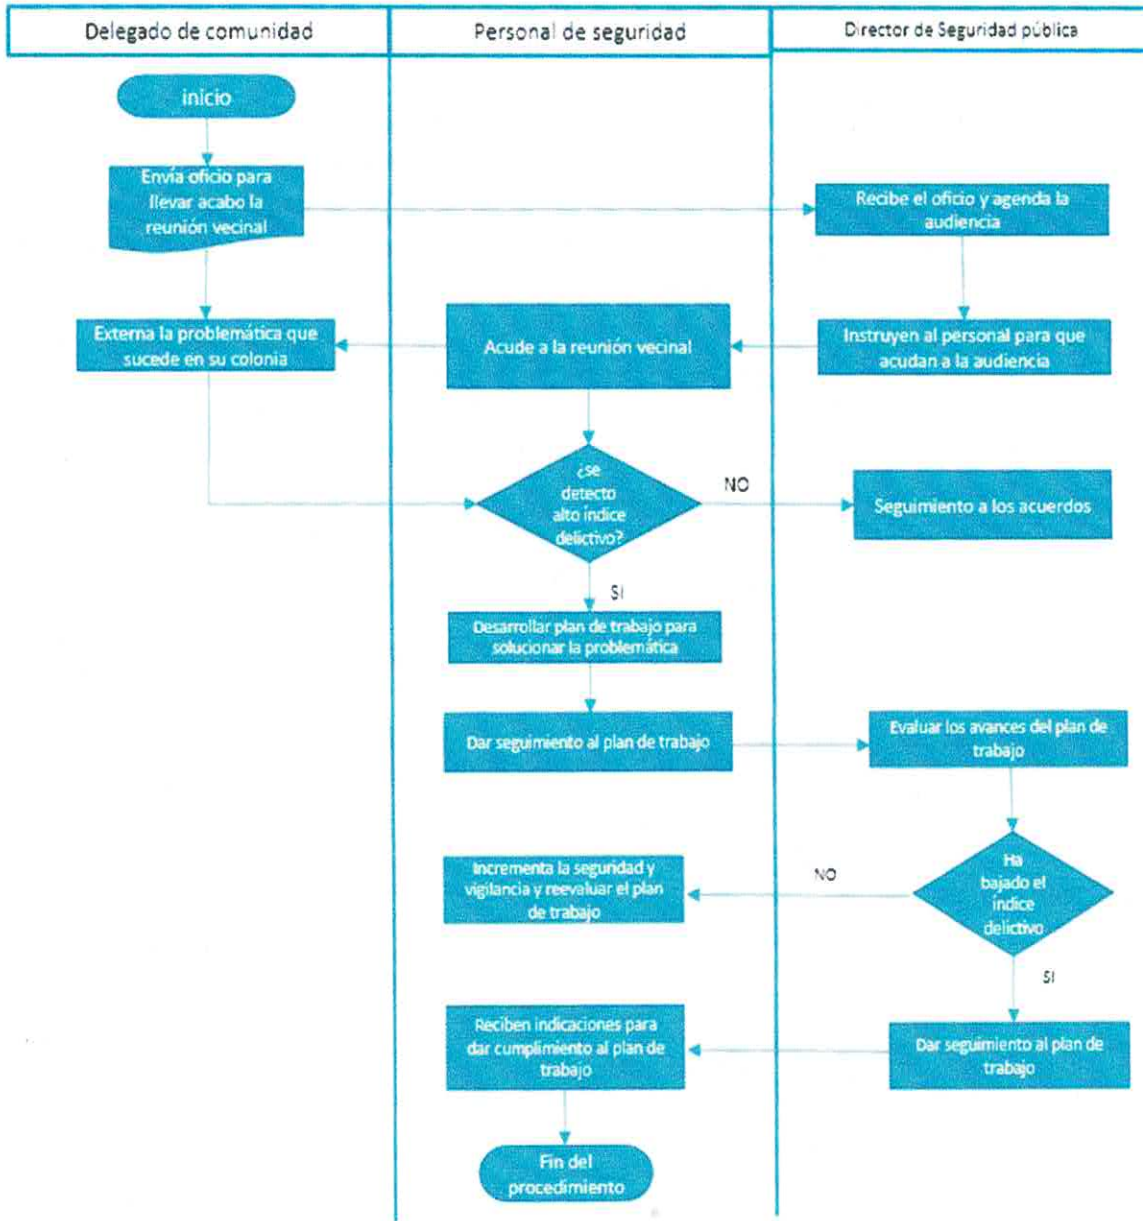 Delegado de comunidad
Personal de seguridad
Director de Seguridad pública
inicio
Envía oficio para
llevar acabo la
reunión vecinal
Recibe el oficio y agenda la
audiencia
Externa la problemática que
sucede en su colonia
Acude a la reunión vecinal
Instruyen al personal para que
acudan a la audiencia
¿se
detecto
alto indice
delictivo?
NO
Seguimiento a los acuerdos
SI
Desarrollar plan de trabajo para
solucionar la problemática
Dar seguimiento al plan de trabajo
Evaluar los avances del plan de
trabajo
Incrementa la seguridad y
vigilancia y reevaluar el plan
de trabajo
NO
Ha
bajado el
indice
delictivo
SI
Reciben indicaciones para
dar cumplimiento al plan de
trabajo
Dar seguimiento al plan de
trabajo
Fin del
procedimiento